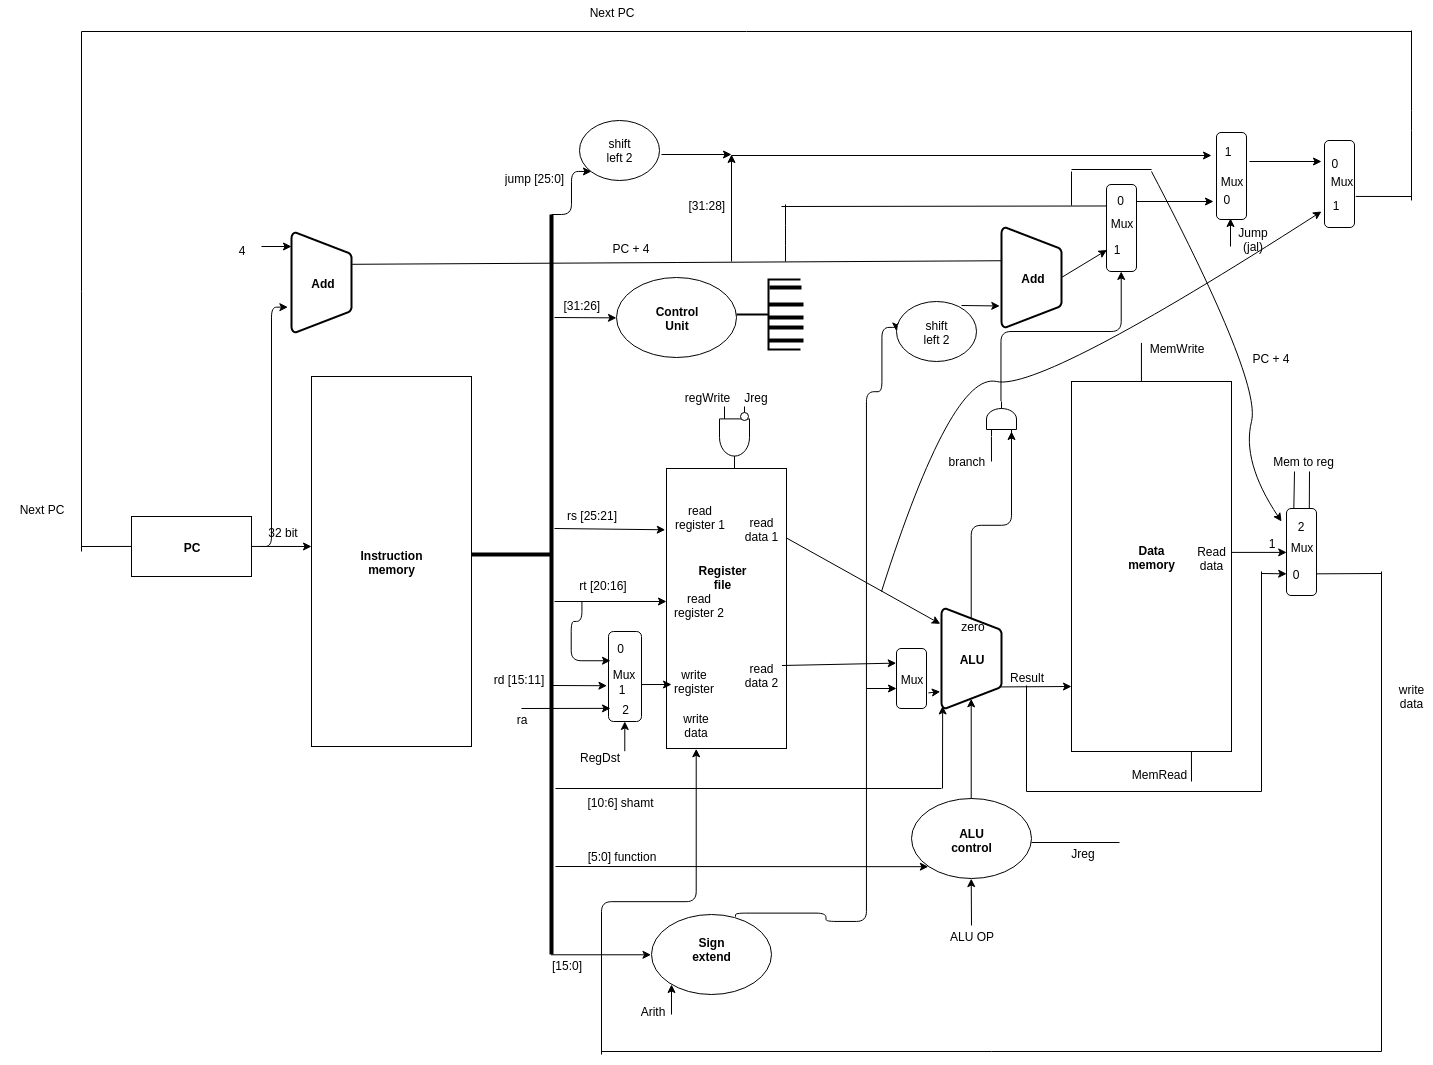 Next PC
shift
left 2
jump [25:0]
[31:28]
1
Mux
0
0
Mux
1
0
Mux
1
Jump
(jal)
4
Add
PC + 4
Add
[31:26]
Control
Unit
shift
left 2
MemWrite
PC + 4
regWrite
Jreg
branch
Mem to reg
Next PC
PC
32 bit
Instruction
memory
rs [25:21]
read
register 1
read
data 1
Register
file
rt [20:16]
read
register 2
Data
memory
Read
data
2
1
Mux
0
zero
ALU
0
Mux
1
2
rd [15:11]
ra
RegDst
write
register
read
data 2
write
data
Mux
Result
write
data
MemRead
[10:6] shamt
ALU
control
Jreg
[5:0] function
ALU OP
Sign
extend
[15:0]
Arith